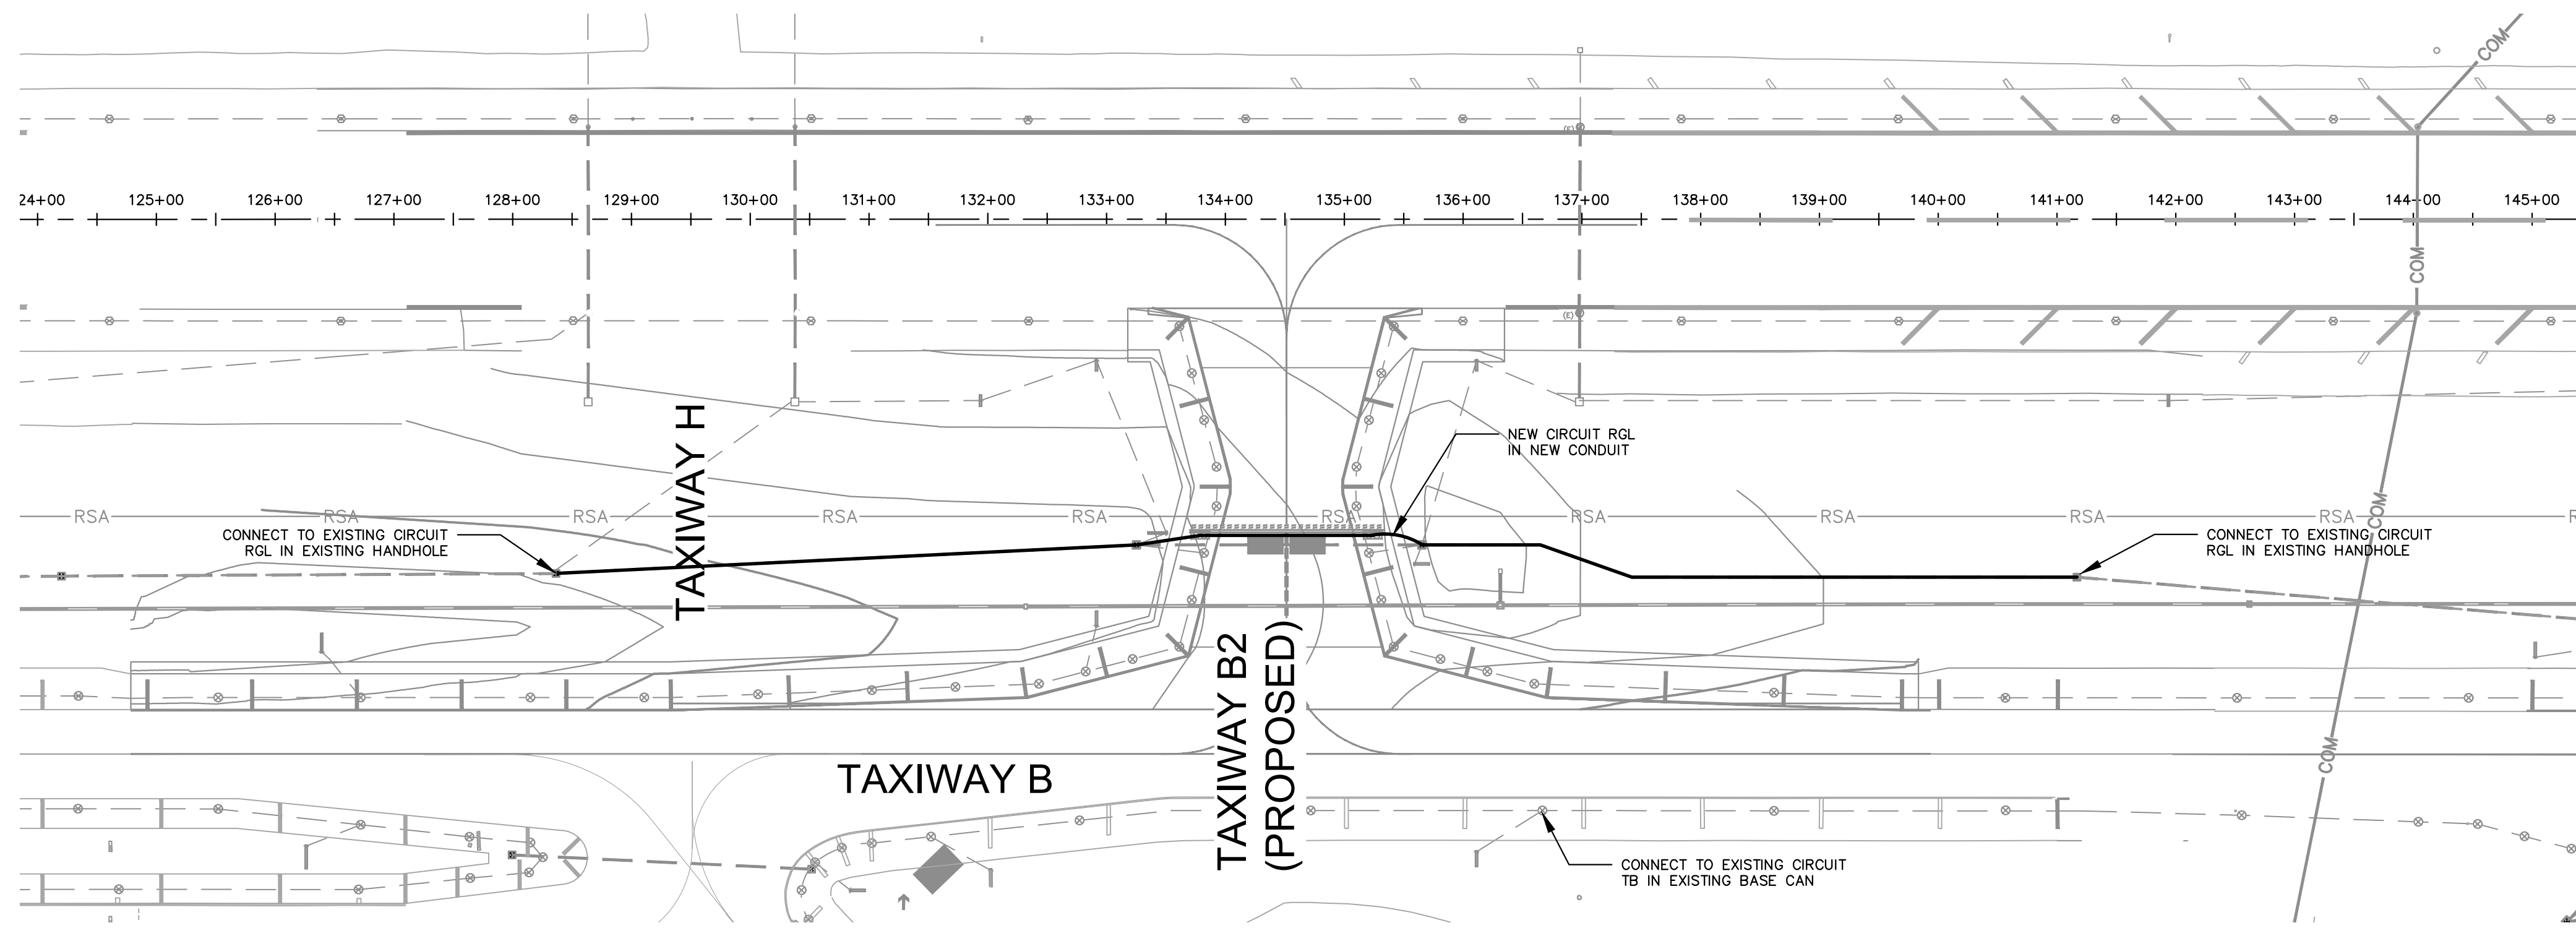 COM
(E)
24+00 125+00 126+00 127+00 128+00 129+00 130+00 131+00 132+00 133+00 134+00 135+00 136+00 137+00 138+00 139+00 140+00 141+00 142+00 143+00 144+00 145+00
COM
(E)
TAXIWAY H
NEW CIRCUIT RGL
IN NEW CONDUIT
RSA RSA RSA RSA RSA RSA RSA RSA RSA RSA R
COM
CONNECT TO EXISTING CIRCUIT
RGL IN EXISTING HANDHOLE
CONNECT TO EXISTING CIRCUIT
RGL IN EXISTING HANDHOLE
TAXIWAY B2
(PROPOSED)
COM
TAXIWAY B
CONNECT TO EXISTING CIRCUIT
TB IN EXISTING BASE CAN